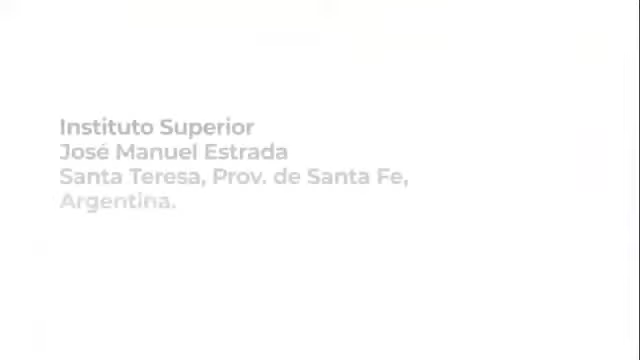 Instituto Superior
José Manuel Estrada
Santa Teresa, Prov. de Santa Fe,
Argentina.